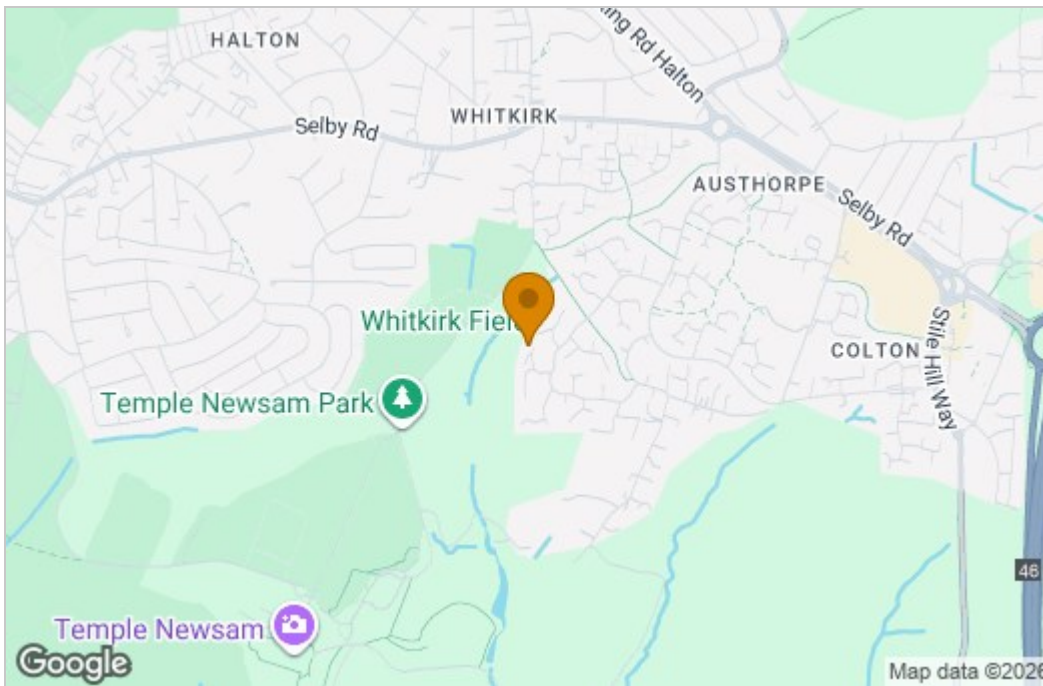 HALTON
ing Rd Halton
WHITKIRK
Selby Rd
AUSTHORPE
Selby Rd
Whitkirk Fiel
Stile Hill Way
COLTON
Temple Newsam Park
46
Temple Newsam
Google
Map data ©2026